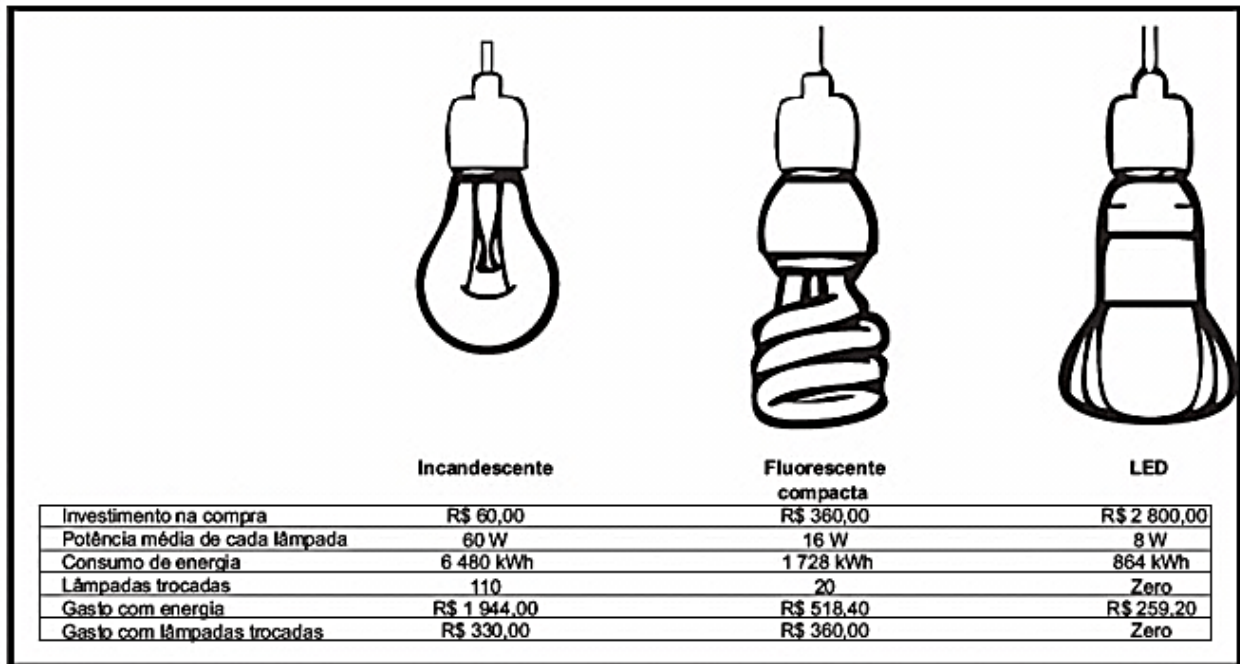 Incandescente Fluorescente compacta LED
Investimento na compra R$ 60,00 R$ 360,00 R$ 2 800,00
Potência média de cada lâmpada 60 W 16 W 8 W
Consumo de energia 6 480 kWh 1 728 kWh 864 kWh
Lâmpadas trocadas 110 20 Zero
Gasto com energia R$ 1 944,00 R$ 518,40 R$ 259,20
Gasto com lâmpadas trocadas R$ 330,00 R$ 360,00 Zero